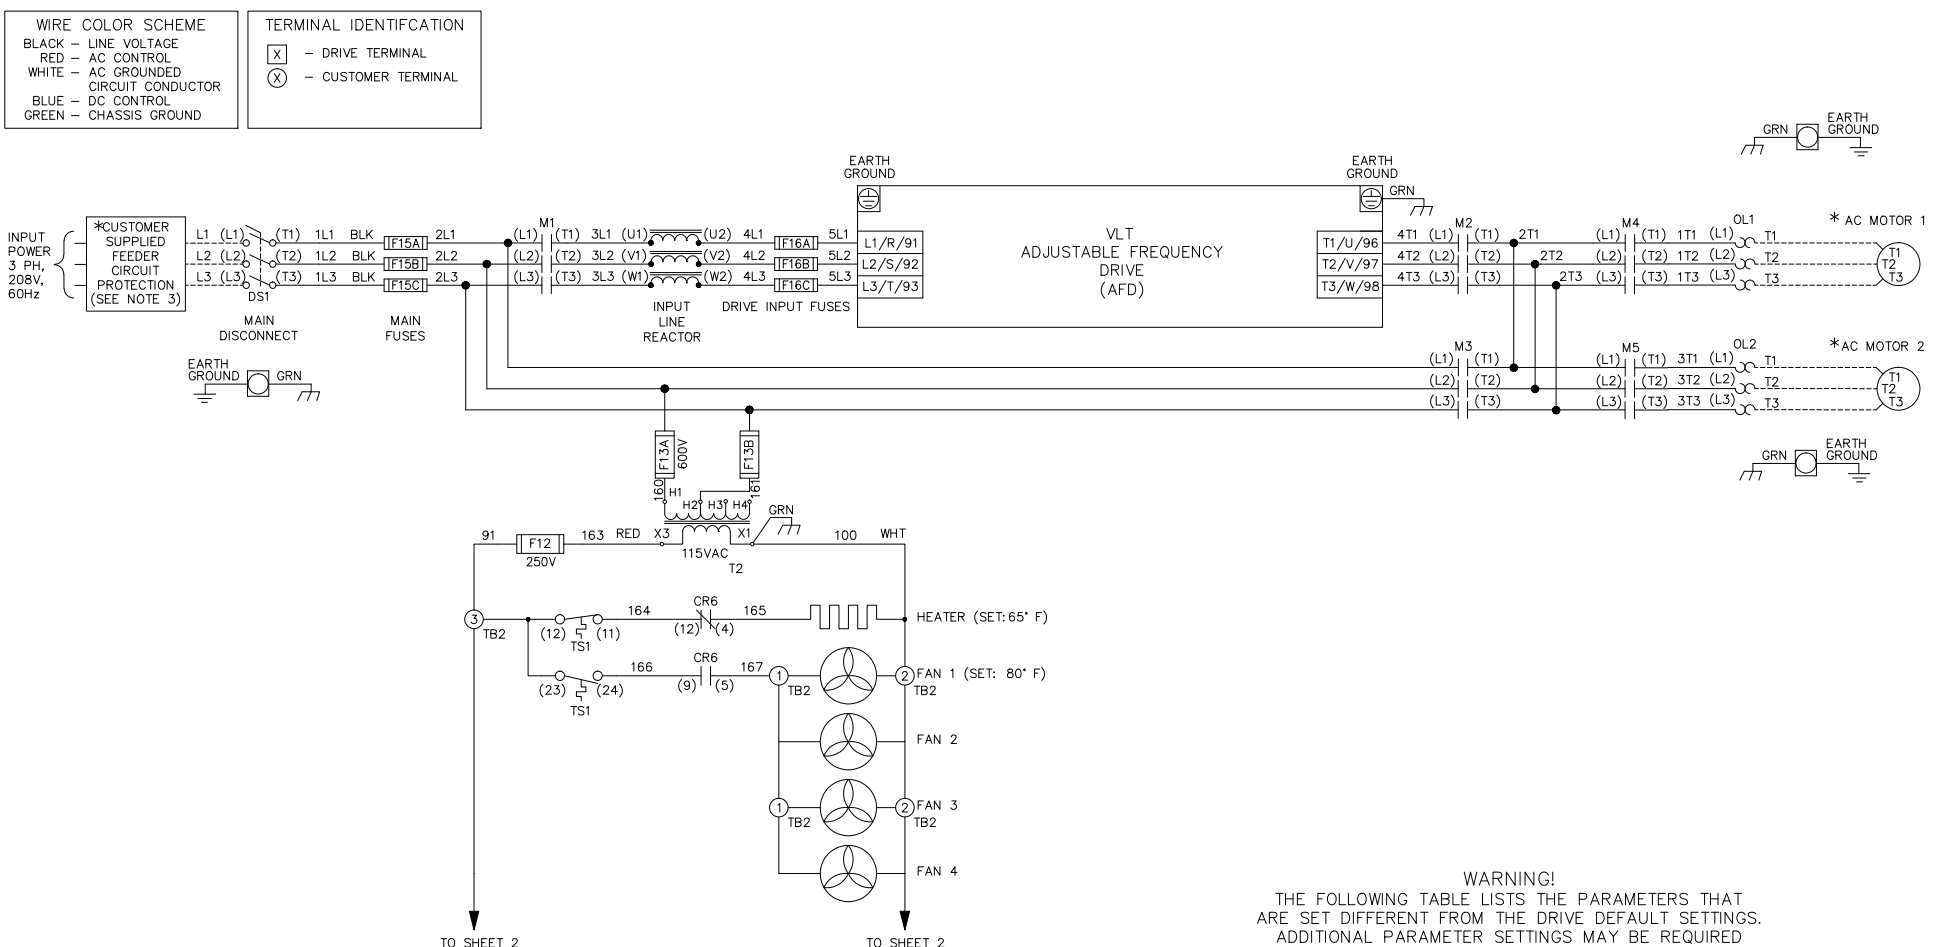 WIRE COLOR SCHEME
BLACK – LINE VOLTAGE
RED – AC CONTROL
WHITE – AC GROUNDED
CIRCUIT CONDUCTOR
BLUE – DC CONTROL
GREEN – CHASSIS GROUND
TERMINAL IDENTIFCATION
X – DRIVE TERMINAL
X – CUSTOMER TERMINAL
GRN EARTH
GROUND
INPUT
POWER
3 PH,
208V,
60Hz
*CUSTOMER
SUPPLIED
FEEDER
CIRCUIT
PROTECTION
(SEE NOTE 3)
L1 (L1) (T1) 1L1 BLK F15A 2L1 (L1) M1 (T1) 3L1 (U1) (U2) 4L1 F16A 5L1 L1/R/91
L2 (L2) (T2) 1L2 BLK F15B 2L2 (L2) (T2) 3L2 (V1) (V2) 4L2 F16B 5L2 L2/S/92
L3 (L3) (T3) 1L3 BLK F15C 2L3 (L3) (T3) 3L3 (W1) (W2) 4L3 F16C 5L3 L3/T/93
DS1
MAIN
DISCONNECT
MAIN
FUSES
INPUT
LINE
REACTOR
DRIVE INPUT FUSES
EARTH
GROUND
EARTH
GROUND
GRN
VLT
ADJUSTABLE FREQUENCY
DRIVE
(AFD)
T1/U/96 4T1 (L1) M2 (T1) 2T1 (L1) M4 (T1) 1T1 (L1) OL1 T1
T2/V/97 4T2 (L2) (T2) 2T2 (L2) (T2) 1T2 (L2) T2
T3/W/98 4T3 (L3) (T3) 2T3 (L3) (T3) 1T3 (L3) T3
* AC MOTOR 1
T1
T2
T3
(L1) M3 (T1) (L1) M5 (T1) 3T1 (L1) OL2 T1
(L2) (T2) (L2) (T2) 3T2 (L2) T2
(L3) (T3) (L3) (T3) 3T3 (L3) T3
*AC MOTOR 2
T1
T2
T3
EARTH
GROUND GRN
GRN EARTH
GROUND
F13A
600V
F13B
160 H1 H2 H3 H4 161
GRN
91 F12 163 RED X3 X1 100 WHT
250V
115VAC
T2
3 TB2
(12) (11) 164 CR6 165
TS1
(12) (4)
HEATER (SET:65° F)
(23) (24) 166 CR6 167
TS1
(9) (5)
1 TB2
2 TB2
FAN 1 (SET: 80° F)
FAN 2
1 TB2
2 TB2
FAN 3
FAN 4
TO SHEET 2
TO SHEET 2
WARNING!
THE FOLLOWING TABLE LISTS THE PARAMETERS THAT
ARE SET DIFFERENT FROM THE DRIVE DEFAULT SETTINGS.
ADDITIONAL PARAMETER SETTINGS MAY BE REQUIRED